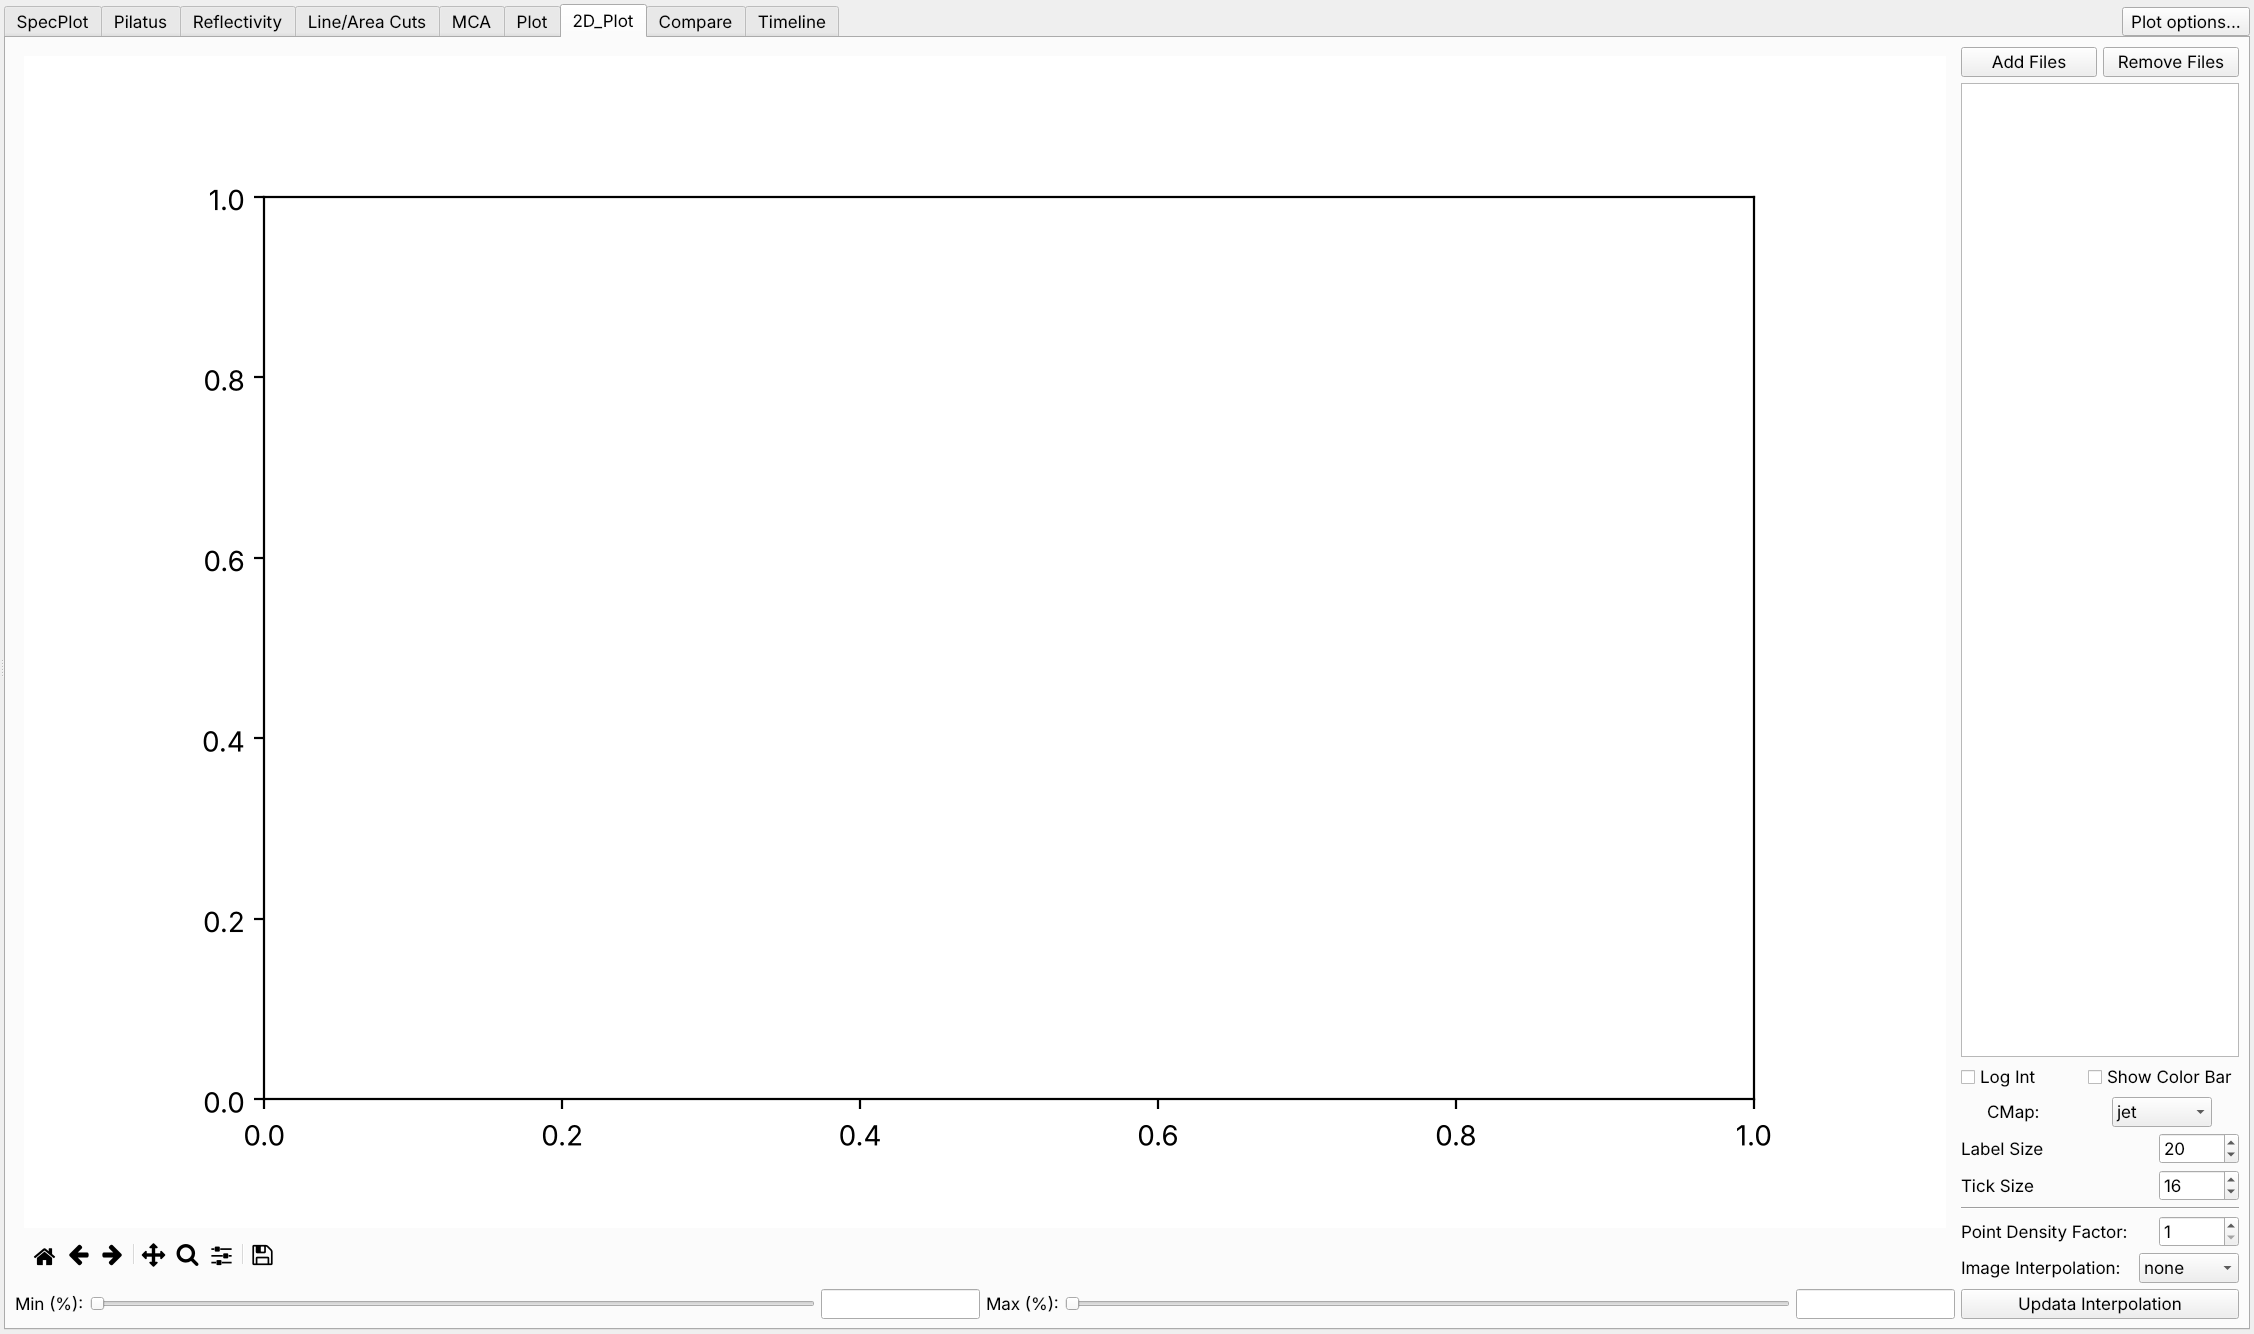 SpecPlot Pilatus Reflectivity Line/Area Cuts MCA Plot 2D_Plot Compare Timeline Plot options...
Add Files Remove Files
1.0
0.8
0.6
0.4
0.2
0.0
0.0 0.2 0.4 0.6 0.8 1.0
Log Int Show Color Bar
CMap: jet
Label Size 20
Tick Size 16
Point Density Factor: 1
Image Interpolation: none
Min (%): Max (%): Updata Interpolation